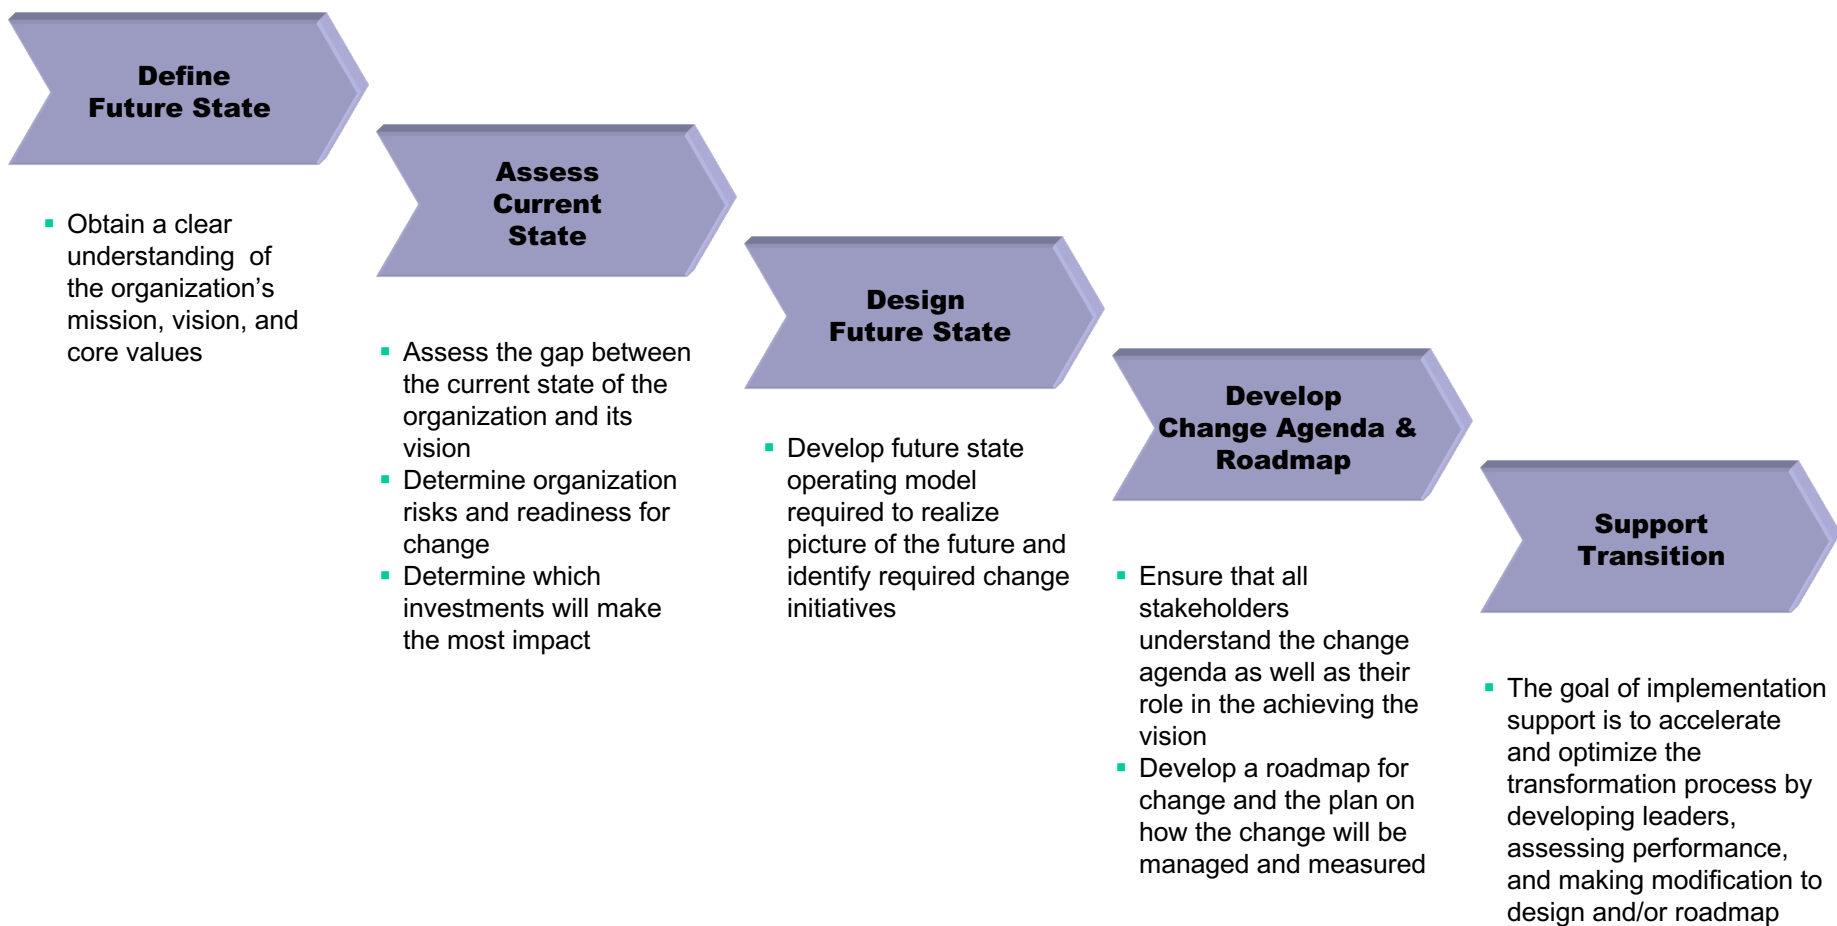 Define
Future State
▪ Obtain a clear
understanding  of
the organization’s
mission, vision, and
core values
Assess
Current
State
▪ Assess the gap between
the current state of the
organization and its
vision
▪ Determine organization
risks and readiness for
change
▪ Determine which
investments will make
the most impact
Design
Future State
▪ Develop future state
operating model
required to realize
picture of the future and
identify required change
initiatives
Develop
Change Agenda &
Roadmap
▪ Ensure that all
stakeholders
understand the change
agenda as well as their
role in the achieving the
vision
▪ Develop a roadmap for
change and the plan on
how the change will be
managed and measured
Support
Transition
▪ The goal of implementation
support is to accelerate
and optimize the
transformation process by
developing leaders,
assessing performance,
and making modification to
design and/or roadmap